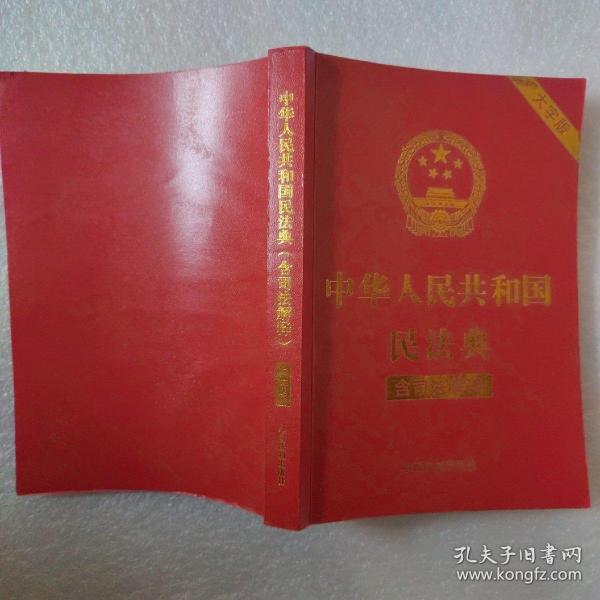 中华人民共和国民法典（含司法解释）
大字版
中华人民共和国
民法典
含司法解释
孔夫子旧书网
www.kongfz.com